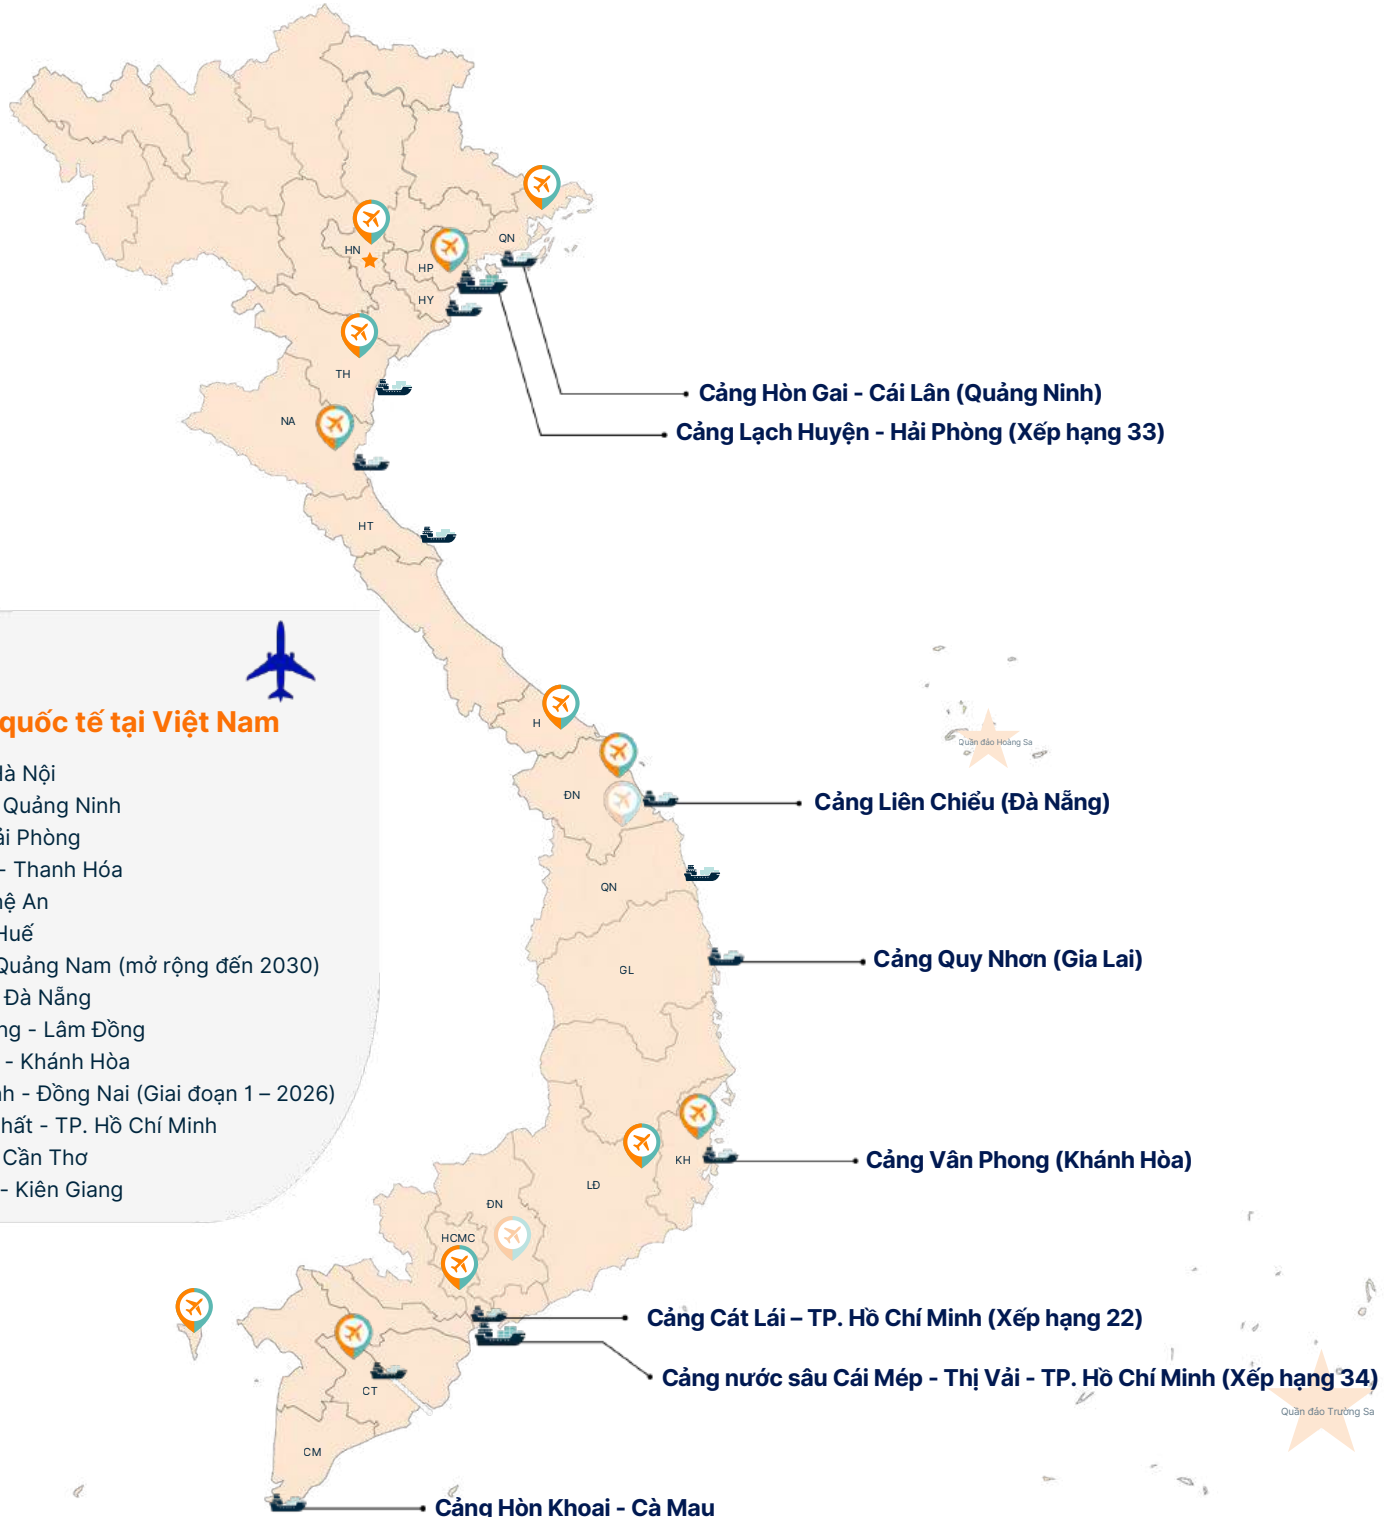 HN
QN
HP
HY
TH
NA
HT
Cảng Hòn Gai - Cái Lân (Quảng Ninh)
Cảng Lạch Huyện - Hải Phòng (Xếp hạng 33)
quốc tế tại Việt Nam
Hà Nội
Quảng Ninh
ải Phòng
- Thanh Hóa
hệ An
Huế
Quảng Nam (mở rộng đến 2030)
Đà Nẵng
ng - Lâm Đồng
- Khánh Hòa
nh - Đồng Nai (Giai đoạn 1 – 2026)
hất - TP. Hồ Chí Minh
Cần Thơ
- Kiên Giang
H
Quần đảo Hoàng Sa
ĐN
Cảng Liên Chiểu (Đà Nẵng)
QN
Cảng Quy Nhơn (Gia Lai)
GL
KH
Cảng Vân Phong (Khánh Hòa)
LĐ
ĐN
HCMC
Cảng Cát Lái – TP. Hồ Chí Minh (Xếp hạng 22)
Cảng nước sâu Cái Mép - Thị Vải - TP. Hồ Chí Minh (Xếp hạng 34)
CT
Quần đảo Trường Sa
CM
Cảng Hòn Khoai - Cà Mau